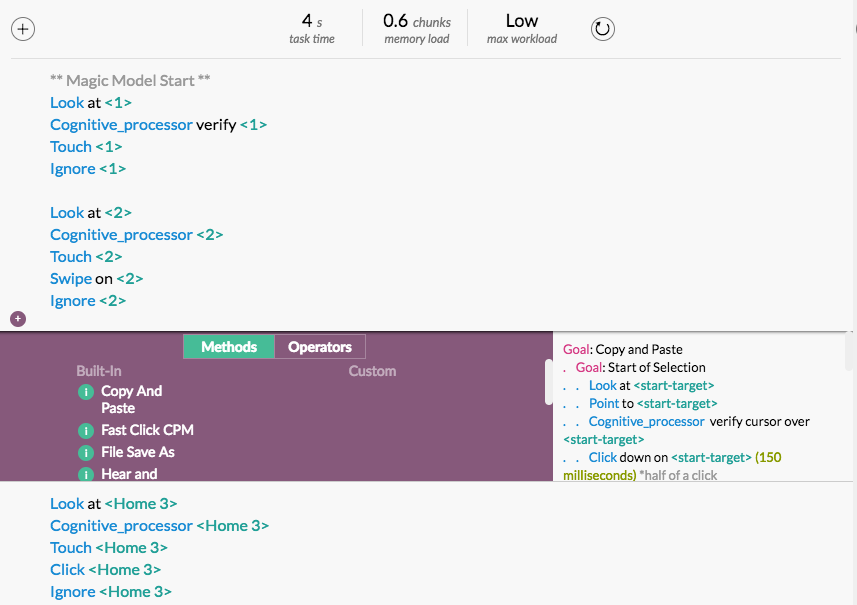 4 s
task time
0.6 chunks
memory load
Low
max workload
** Magic Model Start **
Look at <1>
Cognitive_processor verify <1>
Touch <1>
Ignore <1>
Look at <2>
Cognitive_processor <2>
Touch <2>
Swipe on <2>
Ignore <2>
Methods
Operators
Built-In
Copy And
Paste
Fast Click CPM
File Save As
Hear and
Custom
Goal: Copy and Paste
. Goal: Start of Selection
. . Look at <start-target>
. . Point to <start-target>
. . Cognitive_processor verify cursor over
<start-target>
. . Click down on <start-target> (150
milliseconds) *half of a click
Look at <Home 3>
Cognitive_processor <Home 3>
Touch <Home 3>
Click <Home 3>
Ignore <Home 3>